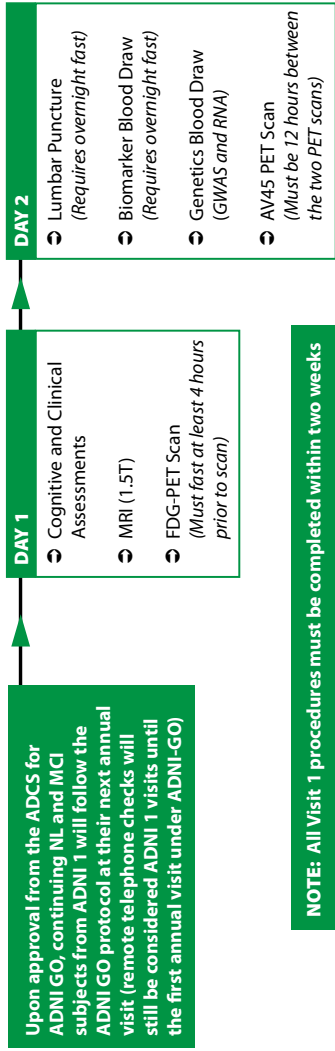 Upon approval from the ADCS for
ADNI GO, continuing NL and MCI
subjects from ADNI 1 will follow the
ADNI GO protocol at their next annual
visit (remote telephone checks will
still be considered ADNI 1 visits until
the first annual visit under ADNI-GO)
DAY 1
➲ Cognitive and Clinical
Assessments
➲ MRI (1.5T)
➲ FDG-PET Scan
(Must fast at least 4 hours
prior to scan)
DAY 2
➲ Lumbar Puncture
(Requires overnight fast)
➲ Biomarker Blood Draw
(Requires overnight fast)
➲ Genetics Blood Draw
(GWAS and RNA)
➲ AV45 PET Scan
(Must be 12 hours between
the two PET scans)
NOTE: All Visit 1 procedures must be completed within two weeks